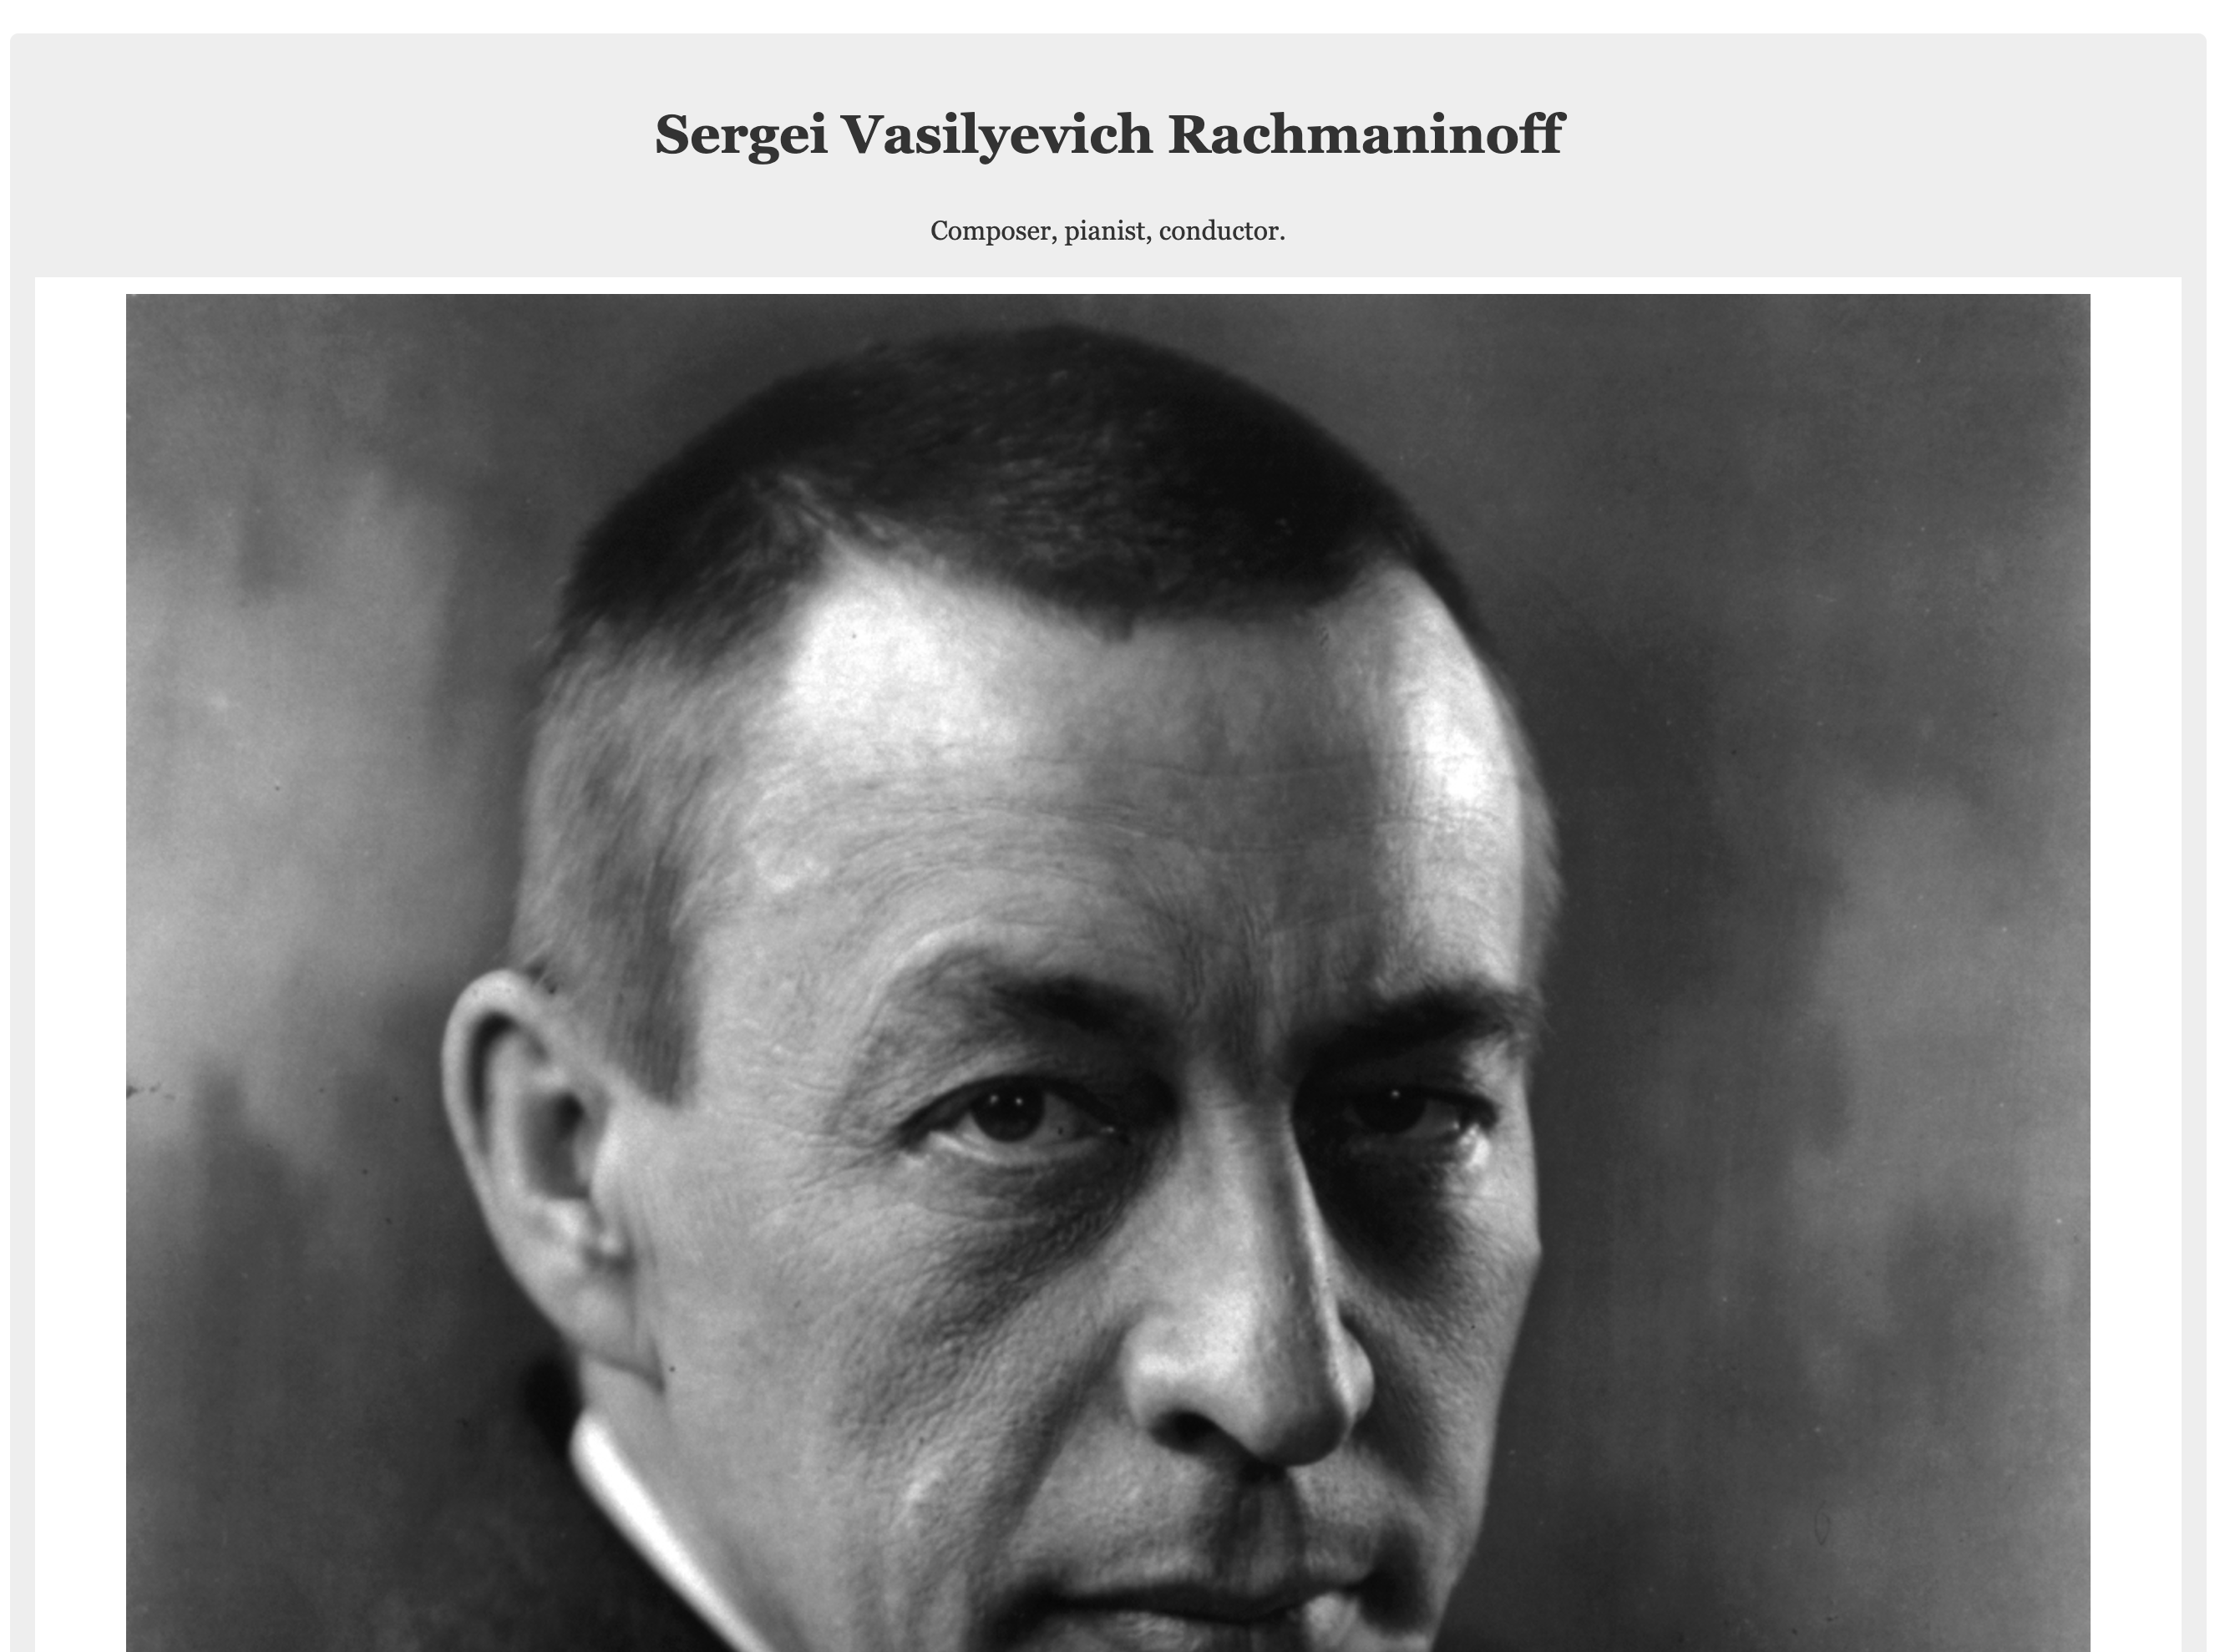 Sergei Vasilyevich Rachmaninoff
Composer, pianist, conductor.